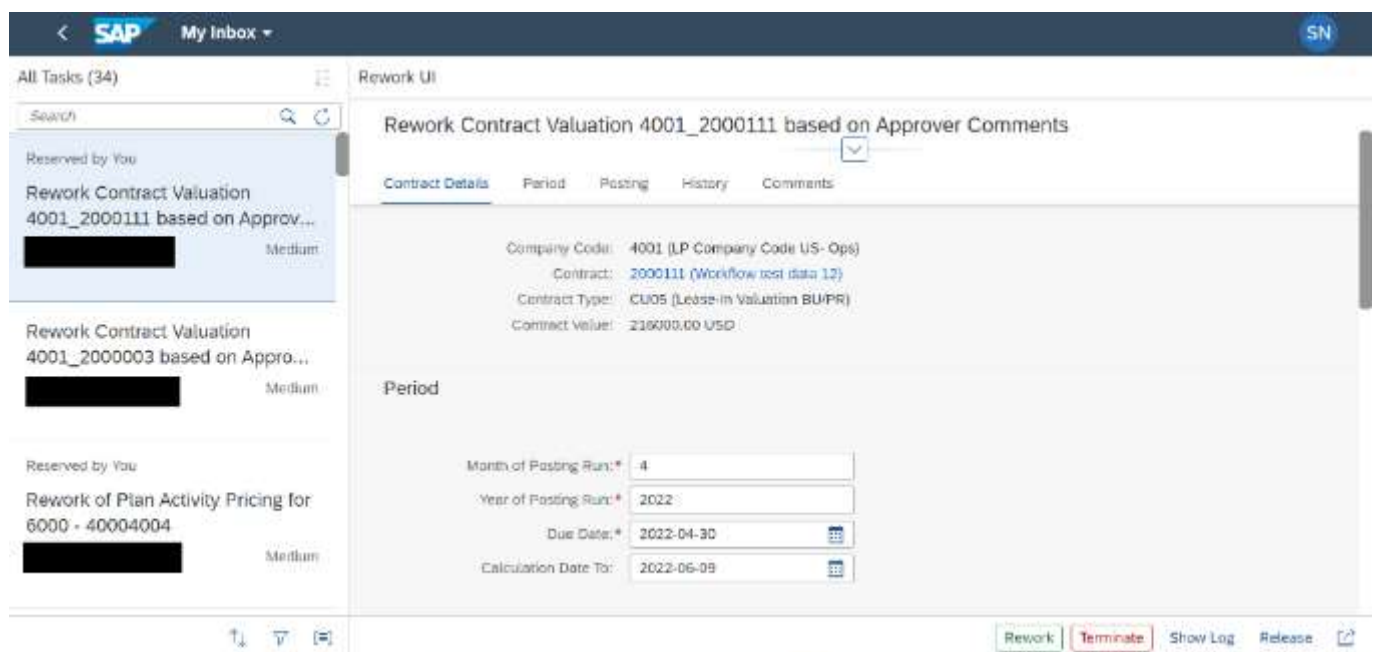 SAP My Inbox
SN
All Tasks (34)
Search
Reserved by You
Rework Contract Valuation
4001_2000111 based on Approv...
Medium
Rework Contract Valuation
4001_2000003 based on Appro...
Medium
Reserved by You
Rework of Plan Activity Pricing for
6000 - 40004004
Medium
Rework UI
Rework Contract Valuation 4001_2000111 based on Approver Comments
Contract Details Period Posting History Comments
Company Code: 4001 (LP Company Code US- Ops)
Contract: 2000111 (Workflow test data 12)
Contract Type: CU05 (Lease-In Valuation BU/PR)
Contract Value: 216000.00 USD
Period
Month of Posting Run:* 4
Year of Posting Run:* 2022
Due Date:* 2022-04-30
Calculation Date To: 2022-06-09
Rework Terminate Show Log Release